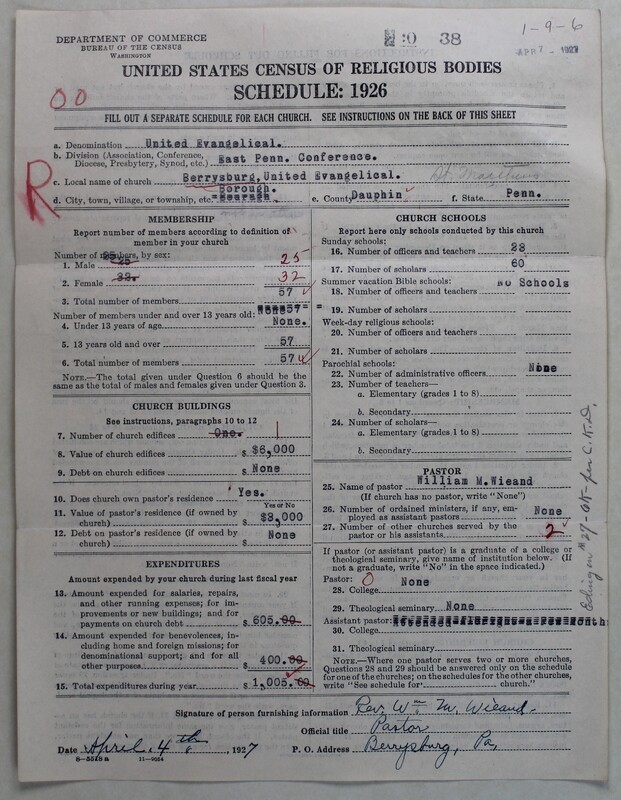 1-9-6
NO 38
APR 7 - 1927
DEPARTMENT OF COMMERCE
BUREAU OF THE CENSUS
WASHINGTON
UNITED STATES CENSUS OF RELIGIOUS BODIES
SCHEDULE: 1926
00
FILL OUT A SEPARATE SCHEDULE FOR EACH CHURCH. SEE INSTRUCTIONS ON THE BACK OF THIS SHEET
R
a. Denomination United Evangelical.
b. Division (Association, Conference, Diocese, Presbytery, Synod, etc.) East Penn. Conference.
c. Local name of church Berrysburg, United Evangelical.
d. City, town, village, or township, etc. Borough. e. County Dauphin f. State Penn.
MEMBERSHIP
Report number of members according to definition of member in your church
Number of members, by sex:
1. Male 25 25
2. Female 32. 32
3. Total number of members 57
Number of members under and over 13 years old:
4. Under 13 years of age None.
5. 13 years old and over 57
6. Total number of members 57
NOTE.—The total given under Question 6 should be the same as the total of males and females given under Question 3.
CHURCH BUILDINGS
See instructions, paragraphs 10 to 12
7. Number of church edifices One. 1
8. Value of church edifices $6,000
9. Debt on church edifices $ None
10. Does church own pastor's residence? Yes.
Yes or No
11. Value of pastor's residence (if owned by church) $3,000
12. Debt on pastor's residence (if owned by church) None
EXPENDITURES
Amount expended by your church during last fiscal year
13. Amount expended for salaries, repairs, and other running expenses; for improvements or new buildings; and for payments on church debt $ 605.00
14. Amount expended for benevolences, including home and foreign missions; for denominational support; and for all other purposes 400.00
15. Total expenditures during year $1,005.00
CHURCH SCHOOLS
Report here only schools conducted by this church
Sunday schools:
16. Number of officers and teachers 23
17. Number of scholars 60
Summer vacation Bible schools: No Schools
18. Number of officers and teachers
19. Number of scholars
Week-day religious schools:
20. Number of officers and teachers
21. Number of scholars
Parochial schools:
22. Number of administrative officers None
23. Number of teachers—
a. Elementary (grades 1 to 8)
b. Secondary
24. Number of scholars—
a. Elementary (grades 1 to 8)
b. Secondary
PASTOR
25. Name of pastor William M. Wieand
(If church has no pastor, write "None")
26. Number of ordained ministers, if any, employed as assistant pastors None
27. Number of other churches served by the pastor or his assistants 2
If pastor (or assistant pastor) is a graduate of a college or theological seminary, give name of institution below. (If not a graduate, write "No" in the space indicated.)
Pastor: 0
28. College None
29. Theological seminary None
Assistant pastor:
30. College
31. Theological seminary
NOTE.—Where one pastor serves two or more churches, Questions 28 and 29 should be answered only on the schedule for one of the churches; on the schedules for the other churches, write "See schedule for church."
Signature of person furnishing information Rev. Wm. M. Wieand.
Official title Pastor
Date April, 4th, 1927 P. O. Address Berrysburg, Pa,
8—5518 a 11—9054